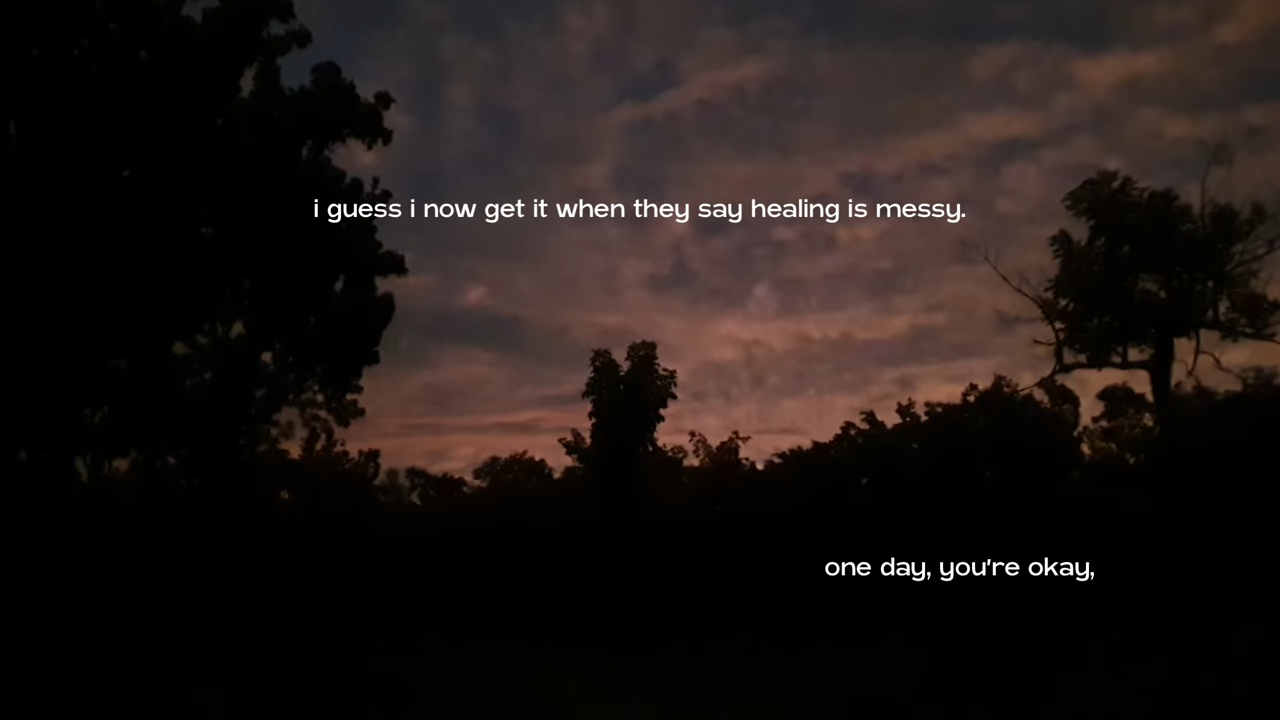 i guess i now get it when they say healing is messy.
one day, you're okay,